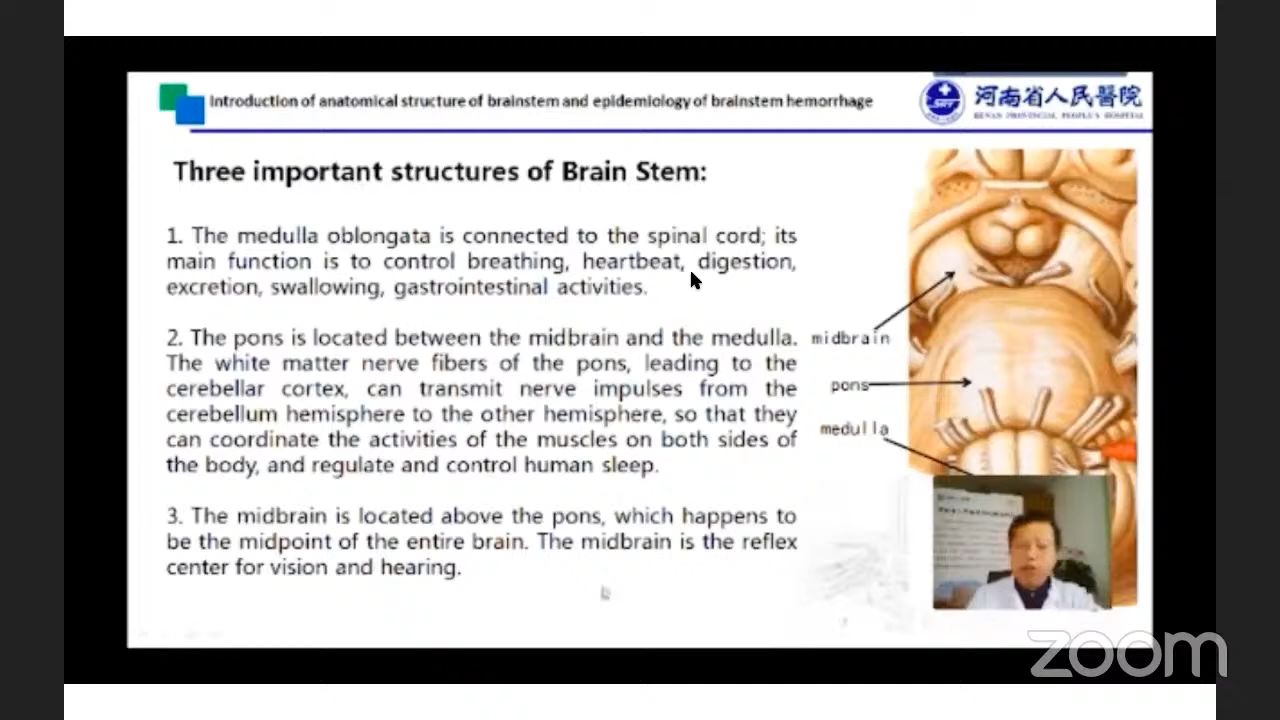 Introduction of anatomical structure of brainstem and epidemiology of brainstem hemorrhage
河南省人民醫院
HENAN PROVINCIAL PEOPLE'S HOSPITAL
Three important structures of Brain Stem:
1. The medulla oblongata is connected to the spinal cord; its
main function is to control breathing, heartbeat, digestion,
excretion, swallowing, gastrointestinal activities.
2. The pons is located between the midbrain and the medulla.
The white matter nerve fibers of the pons, leading to the
cerebellar cortex, can transmit nerve impulses from the
cerebellum hemisphere to the other hemisphere, so that they
can coordinate the activities of the muscles on both sides of
the body, and regulate and control human sleep.
3. The midbrain is located above the pons, which happens to
be the midpoint of the entire brain. The midbrain is the reflex
center for vision and hearing.
midbrain
pons
medulla
zoom